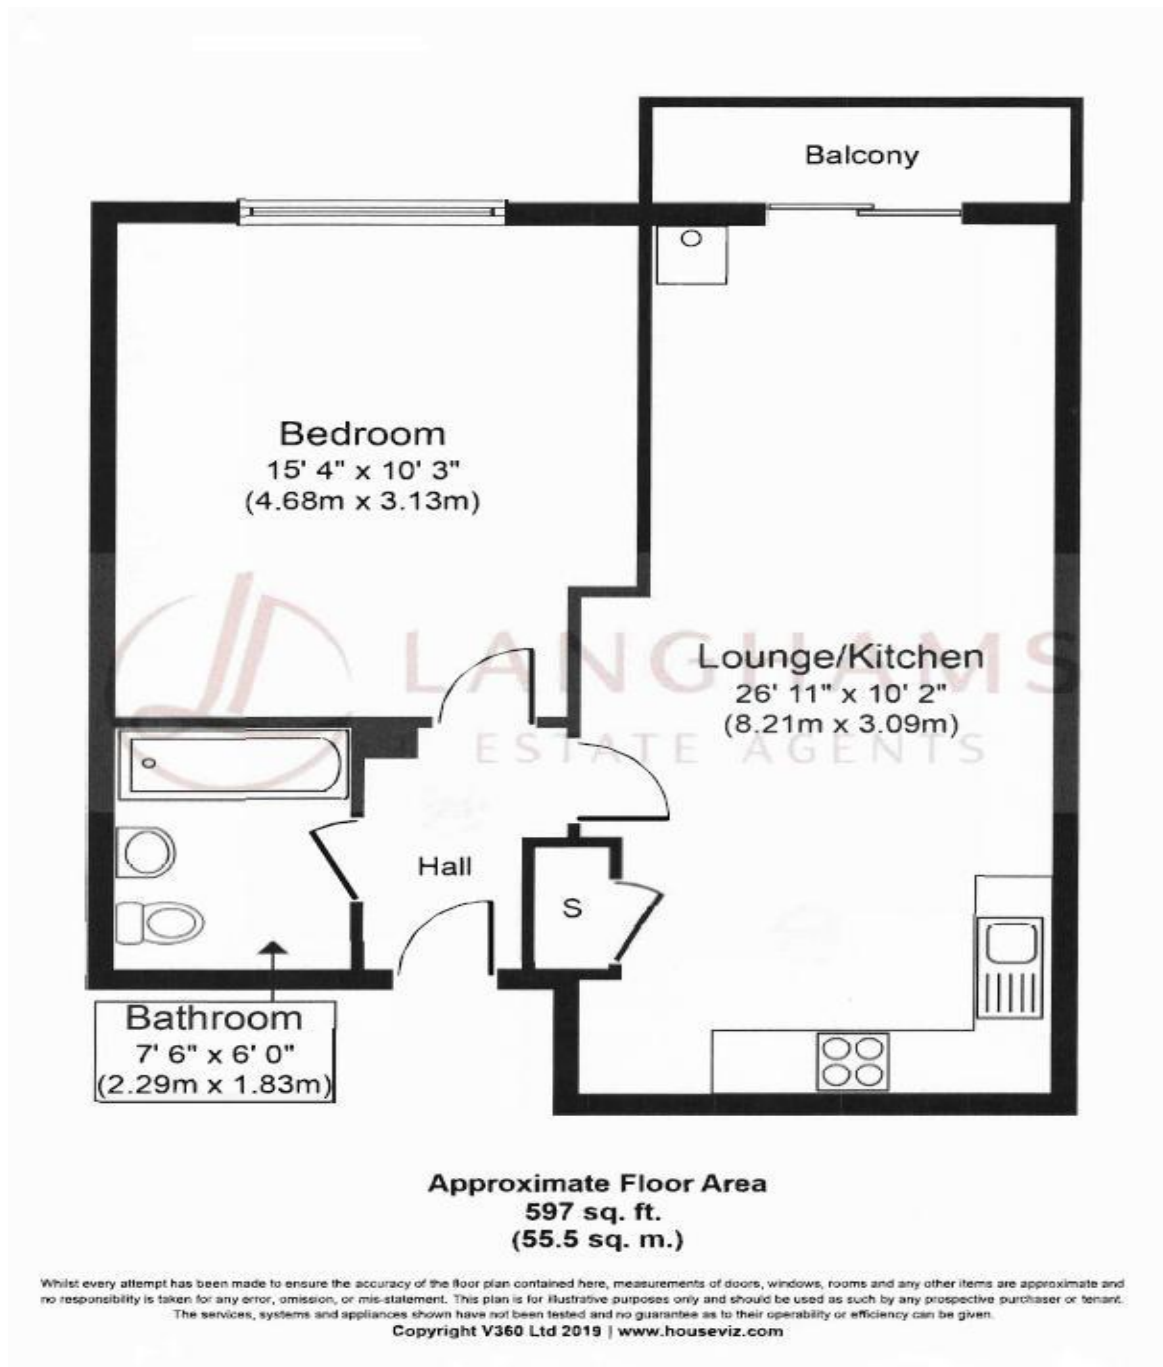 Balcony
Bedroom
15' 4" x 10' 3"
(4.68m x 3.13m)
LANGHAMS
ESTATE AGENTS
Lounge/Kitchen
26' 11" x 10' 2"
(8.21m x 3.09m)
Hall
S
Bathroom
7' 6" x 6' 0"
(2.29m x 1.83m)
Approximate Floor Area
597 sq. ft.
(55.5 sq. m.)
Whilst every attempt has been made to ensure the accuracy of the floor plan contained here, measurements of doors, windows, rooms and any other items are approximate and
no responsibility is taken for any error, omission, or mis-statement. This plan is for illustrative purposes only and should be used as such by any prospective purchaser or tenant.
The services, systems and appliances shown have not been tested and no guarantee as to their operability or efficiency can be given.
Copyright V360 Ltd 2019 | www.houseviz.com